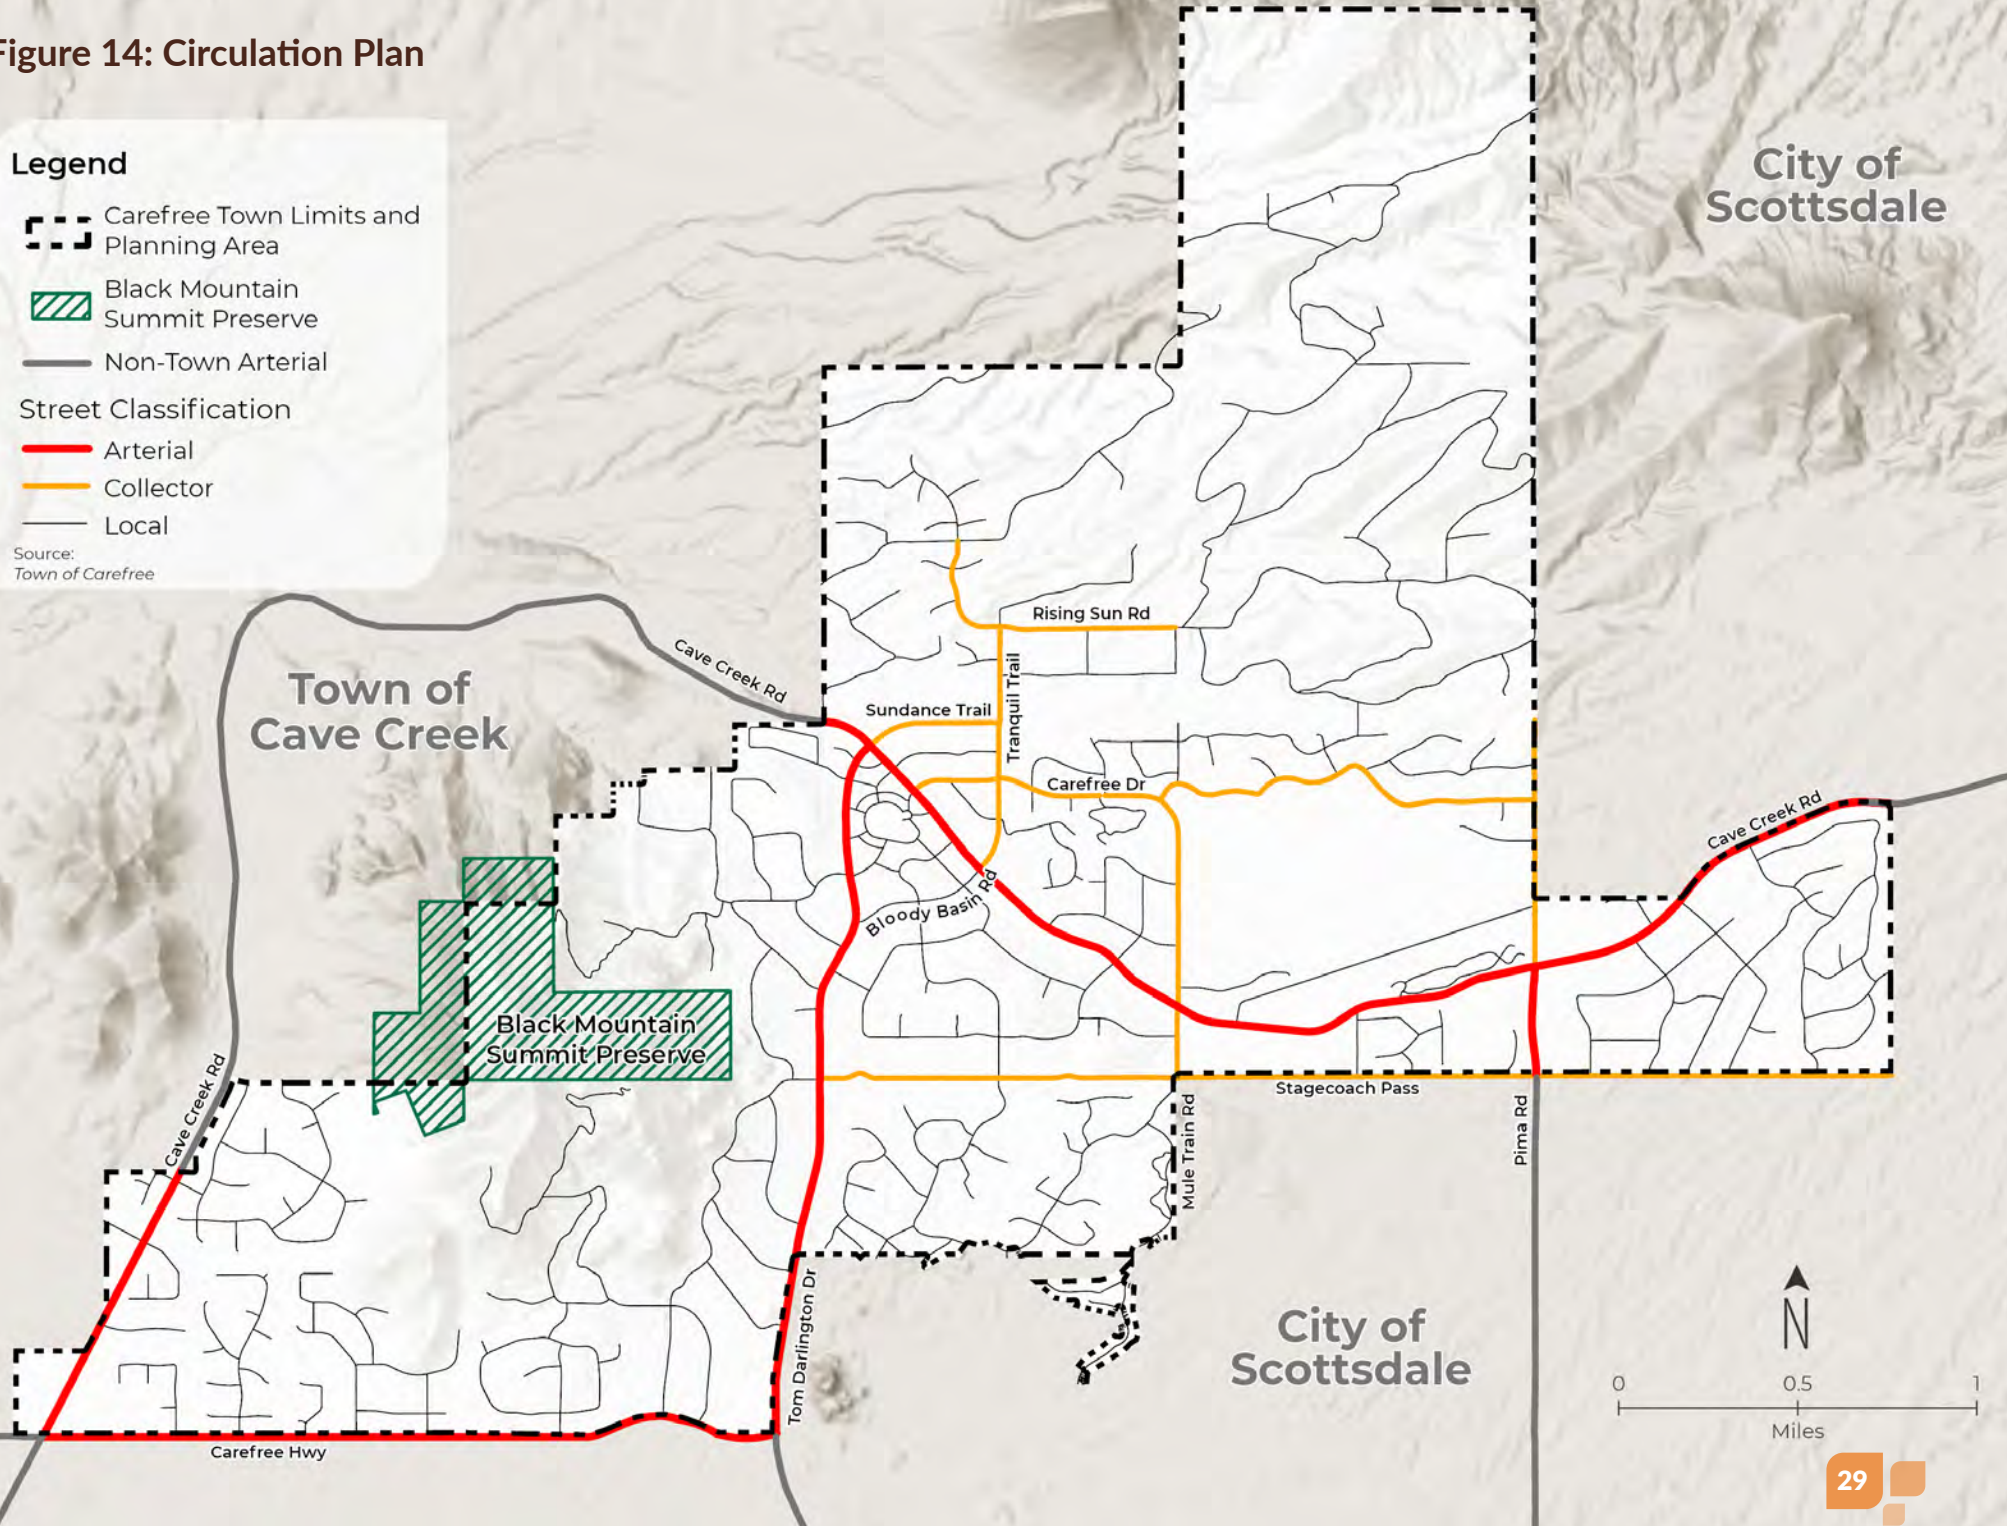 Figure 14: Circulation Plan
Legend
Carefree Town Limits and
Planning Area
Black Mountain
Summit Preserve
Non-Town Arterial
Street Classification
Arterial
Collector
Local
Source:
Town of Carefree
City of
Scottsdale
Rising Sun Rd
Cave Creek Rd
Tranquil Trail
Town of
Cave Creek
Sundance Trail
Carefree Dr
Cave Creek Rd
Bloody Basin Rd
Black Mountain
Summit Preserve
Cave Creek Rd
Stagecoach Pass
Mule Train Rd
Pima Rd
Tom Darlington Dr
City of
Scottsdale
N
0 0.5 1
Miles
Carefree Hwy
29